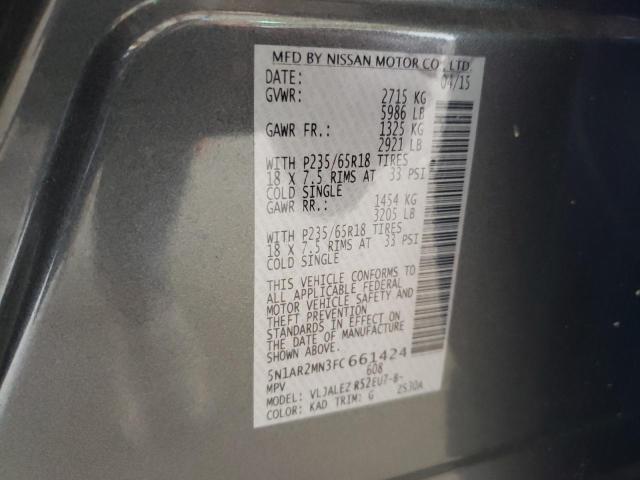 MFD BY NISSAN MOTOR CO., LTD.
DATE: 04/15
GVWR: 2715 KG
5986 LB
GAWR FR.: 1325 KG
2921 LB
WITH P235/65R18 TIRES
18 X 7.5 RIMS AT 33 PSI
COLD SINGLE
GAWR RR.: 1454 KG
3205 LB
WITH P235/65R18 TIRES
18 X 7.5 RIMS AT 33 PSI
COLD SINGLE
THIS VEHICLE CONFORMS TO
ALL APPLICABLE FEDERAL
MOTOR VEHICLE SAFETY AND
THEFT PREVENTION
STANDARDS IN EFFECT ON
THE DATE OF MANUFACTURE
SHOWN ABOVE.
5N1AR2MN3FC661424
MPV 608
MODEL: VLJALEZ R52EU7-B-
COLOR: KAD TRIM: G 2S30A